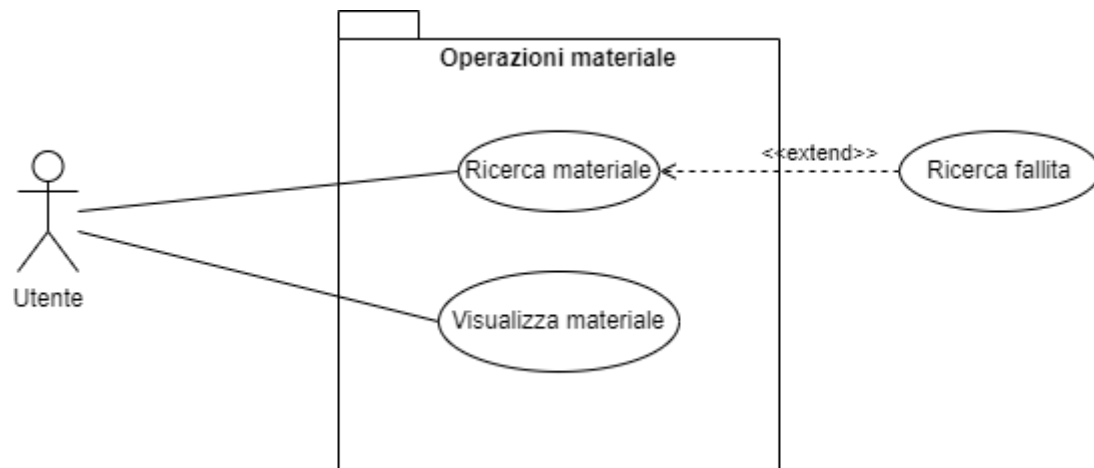 Operazioni materiale
Ricerca materiale
<<extend>>
Ricerca fallita
Utente
Visualizza materiale